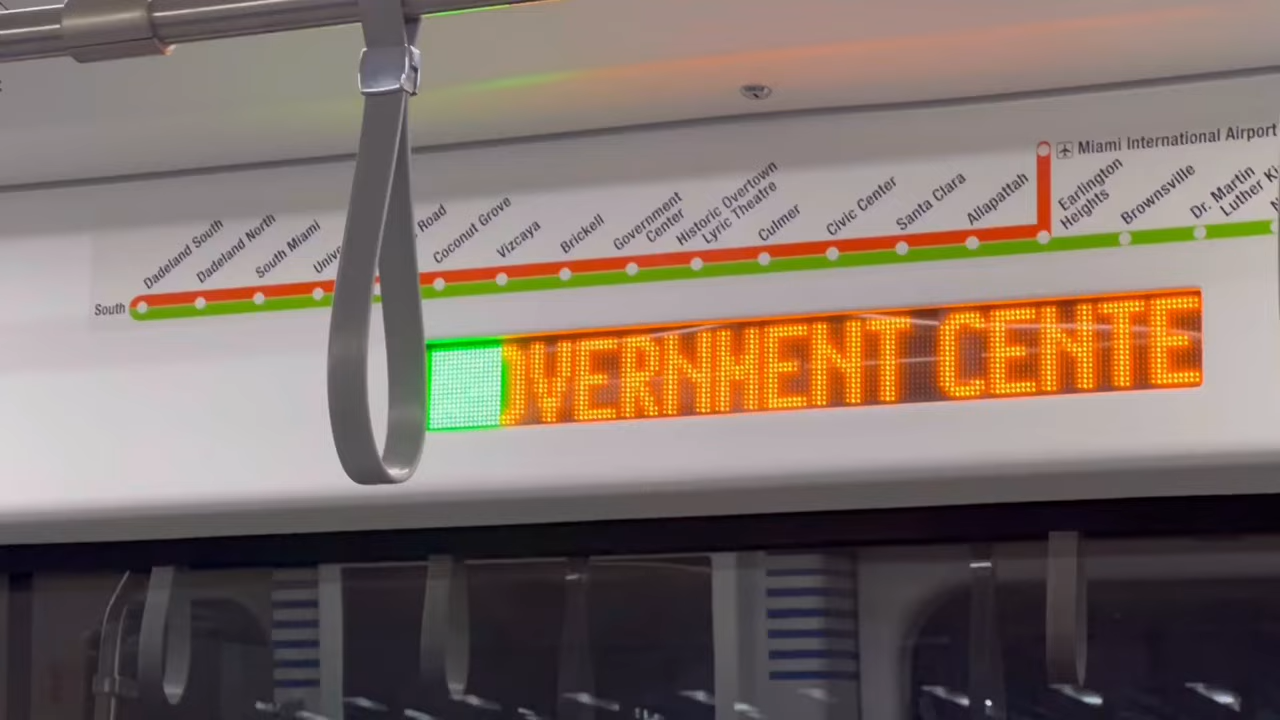 Miami International Airport
South
Dadeland South
Dadeland North
South Miami
Road
Coconut Grove
Vizcaya
Brickell
Government
Center
Historic Overtown
Lyric Theatre
Culmer
Civic Center
Santa Clara
Allapattah
Earlington
Heights
Brownsville
Dr. Martin
Luther
OVERNMENT CENTE